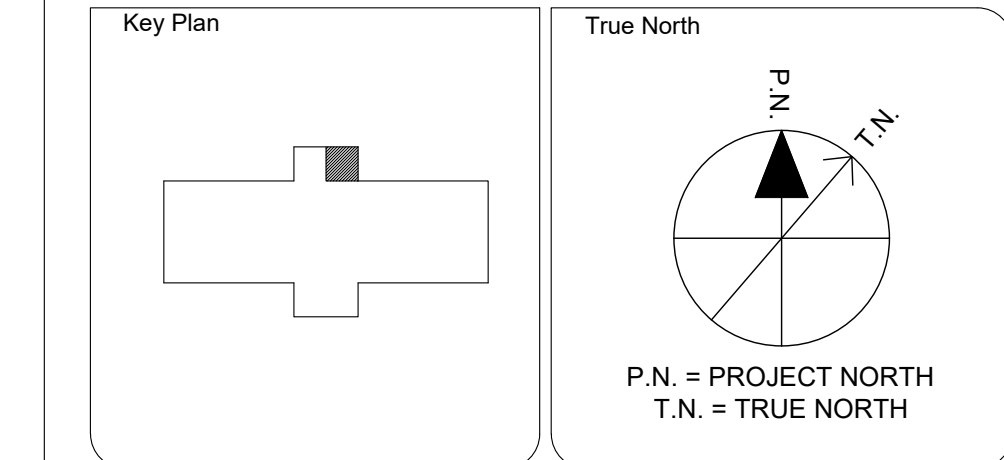 Key Plan
True North
P.N.
T.N.
P.N. = PROJECT NORTH
T.N. = TRUE NORTH